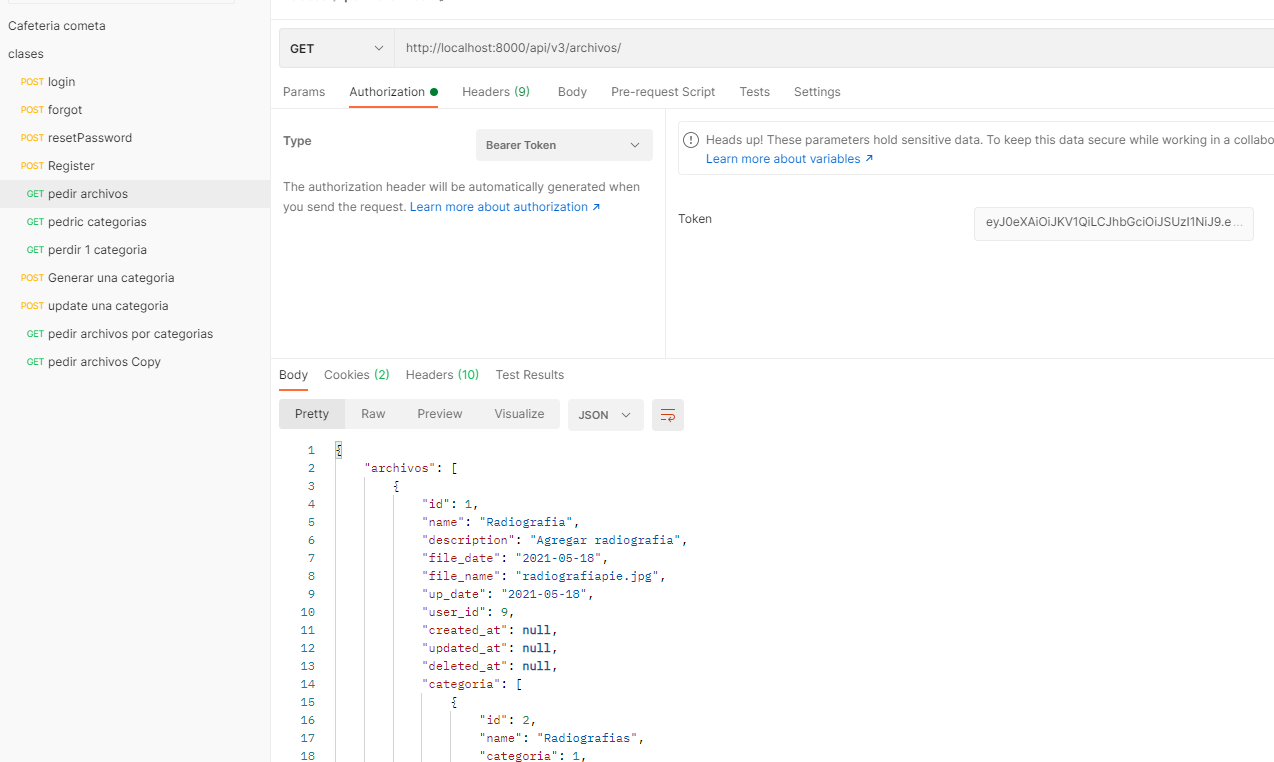 Cafeteria cometa
clases
POST login
POST forgot
POST resetPassword
POST Register
GET pedir archivos
GET pedric categorias
GET perdir 1 categoria
POST Generar una categoria
POST update una categoria
GET pedir archivos por categorias
GET pedir archivos Copy
GET http://localhost:8000/api/v3/archivos/
Params Authorization Headers (9) Body Pre-request Script Tests Settings
Type Bearer Token
The authorization header will be automatically generated when
you send the request. Learn more about authorization ↗
Heads up! These parameters hold sensitive data. To keep this data secure while working in a collabo
Learn more about variables ↗
Token eyJ0eXAiOiJKV1QiLCJhbGciOiJSUzI1NiJ9.e...
Body Cookies (2) Headers (10) Test Results
Pretty Raw Preview Visualize JSON
1 {
2 "archivos": [
3 {
4 "id": 1,
5 "name": "Radiografia",
6 "description": "Agregar radiografia",
7 "file_date": "2021-05-18",
8 "file_name": "radiografiapie.jpg",
9 "up_date": "2021-05-18",
10 "user_id": 9,
11 "created_at": null,
12 "updated_at": null,
13 "deleted_at": null,
14 "categoria": [
15 {
16 "id": 2,
17 "name": "Radiografias",
18 "categoria": 1,